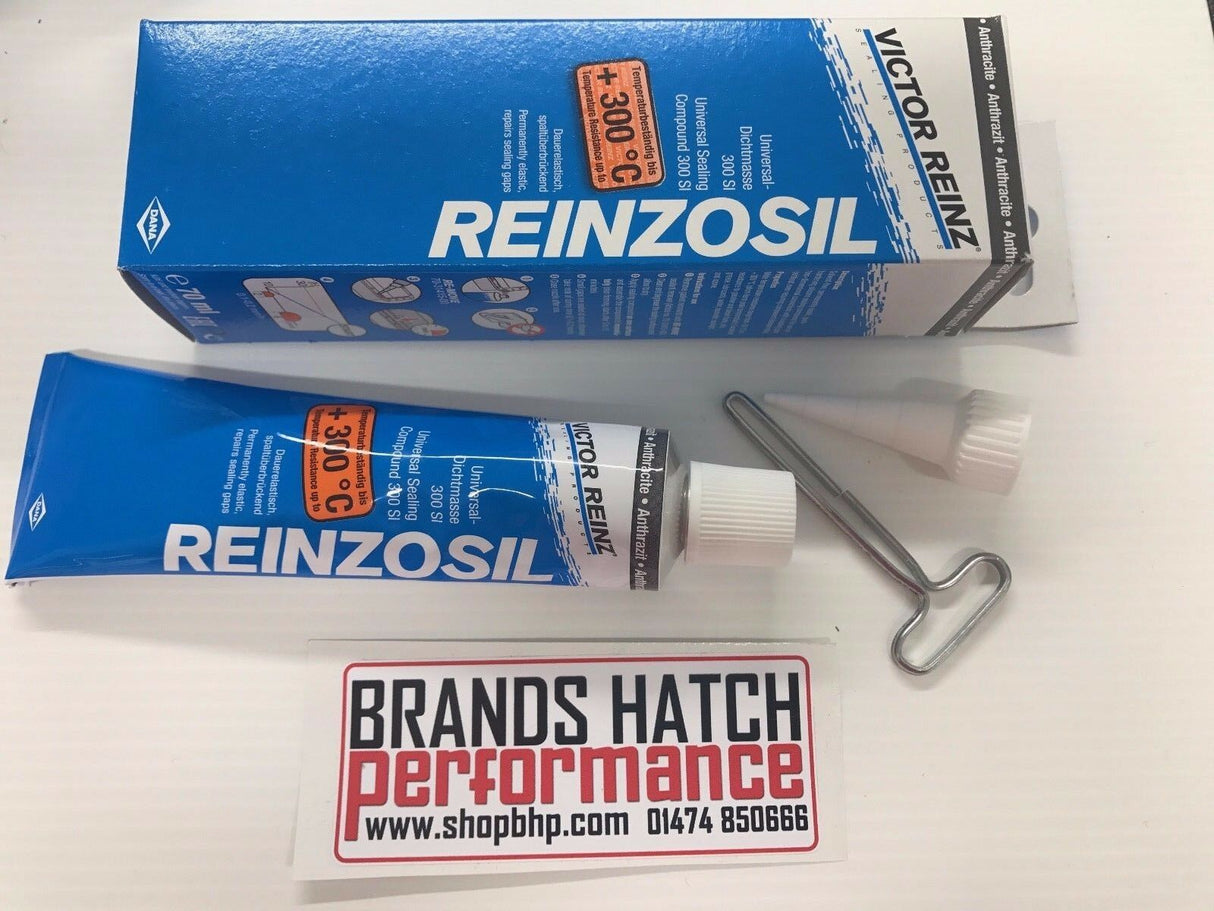 • Anthracite • Anthrazit • Anthracite • Anth
VICTOR REINZ®
SEALING PRODUCTS
REINZOSIL
Universal-
Dichtmasse
300 SI
Universal Sealing
Compound 300 SI
Temperaturbeständig bis
+ 300 °C
Temperature Resistance up to
Dauerelastisch,
spaltüberbrückend
Permanently elastic,
repairs sealing gaps
DANA
e 70 ml
• Anthracite • Anthrazit • Anthra
VICTOR REINZ®
REINZOSIL
Universal-
Dichtmasse
300 SI
Universal Sealing
Compound 300 SI
Temperaturbeständig bis
+ 300 °C
Temperature Resistance up to
Dauerelastisch,
spaltüberbrückend
Permanently elastic,
repairs sealing gaps
DANA
BRANDS HATCH
performance
www.shopbhp.com 01474 850666